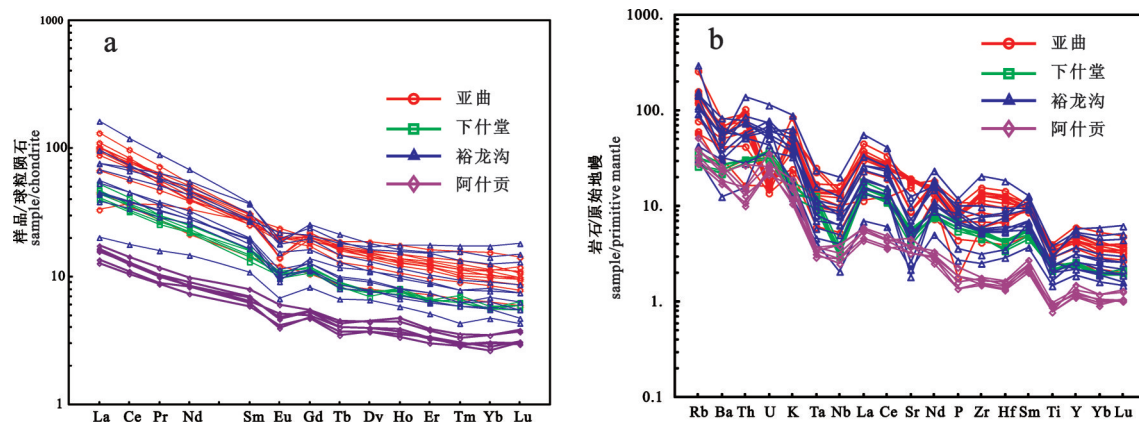 a
1000
100
10
1
样品/球粒陨石
sample/chondrite
亚曲
下什堂
裕龙沟
阿什贡
La Ce Pr Nd Sm Eu Gd Tb Dy Ho Er Tm Yb Lu
b
1000.
100.
10
1.
0.1
岩石/原始地幔
sample/primitive mantle
亚曲
下什堂
裕龙沟
阿什贡
Rb Ba Th U K Ta Nb La Ce Sr Nd P Zr Hf Sm Ti Y Yb Lu